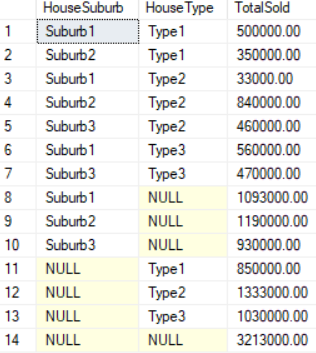 HouseSuburb HouseType TotalSold
1 Suburb1 Type1 500000.00
2 Suburb2 Type1 350000.00
3 Suburb1 Type2 33000.00
4 Suburb2 Type2 840000.00
5 Suburb3 Type2 460000.00
6 Suburb1 Type3 560000.00
7 Suburb3 Type3 470000.00
8 Suburb1 NULL 1093000.00
9 Suburb2 NULL 1190000.00
10 Suburb3 NULL 930000.00
11 NULL Type1 850000.00
12 NULL Type2 1333000.00
13 NULL Type3 1030000.00
14 NULL NULL 3213000.00